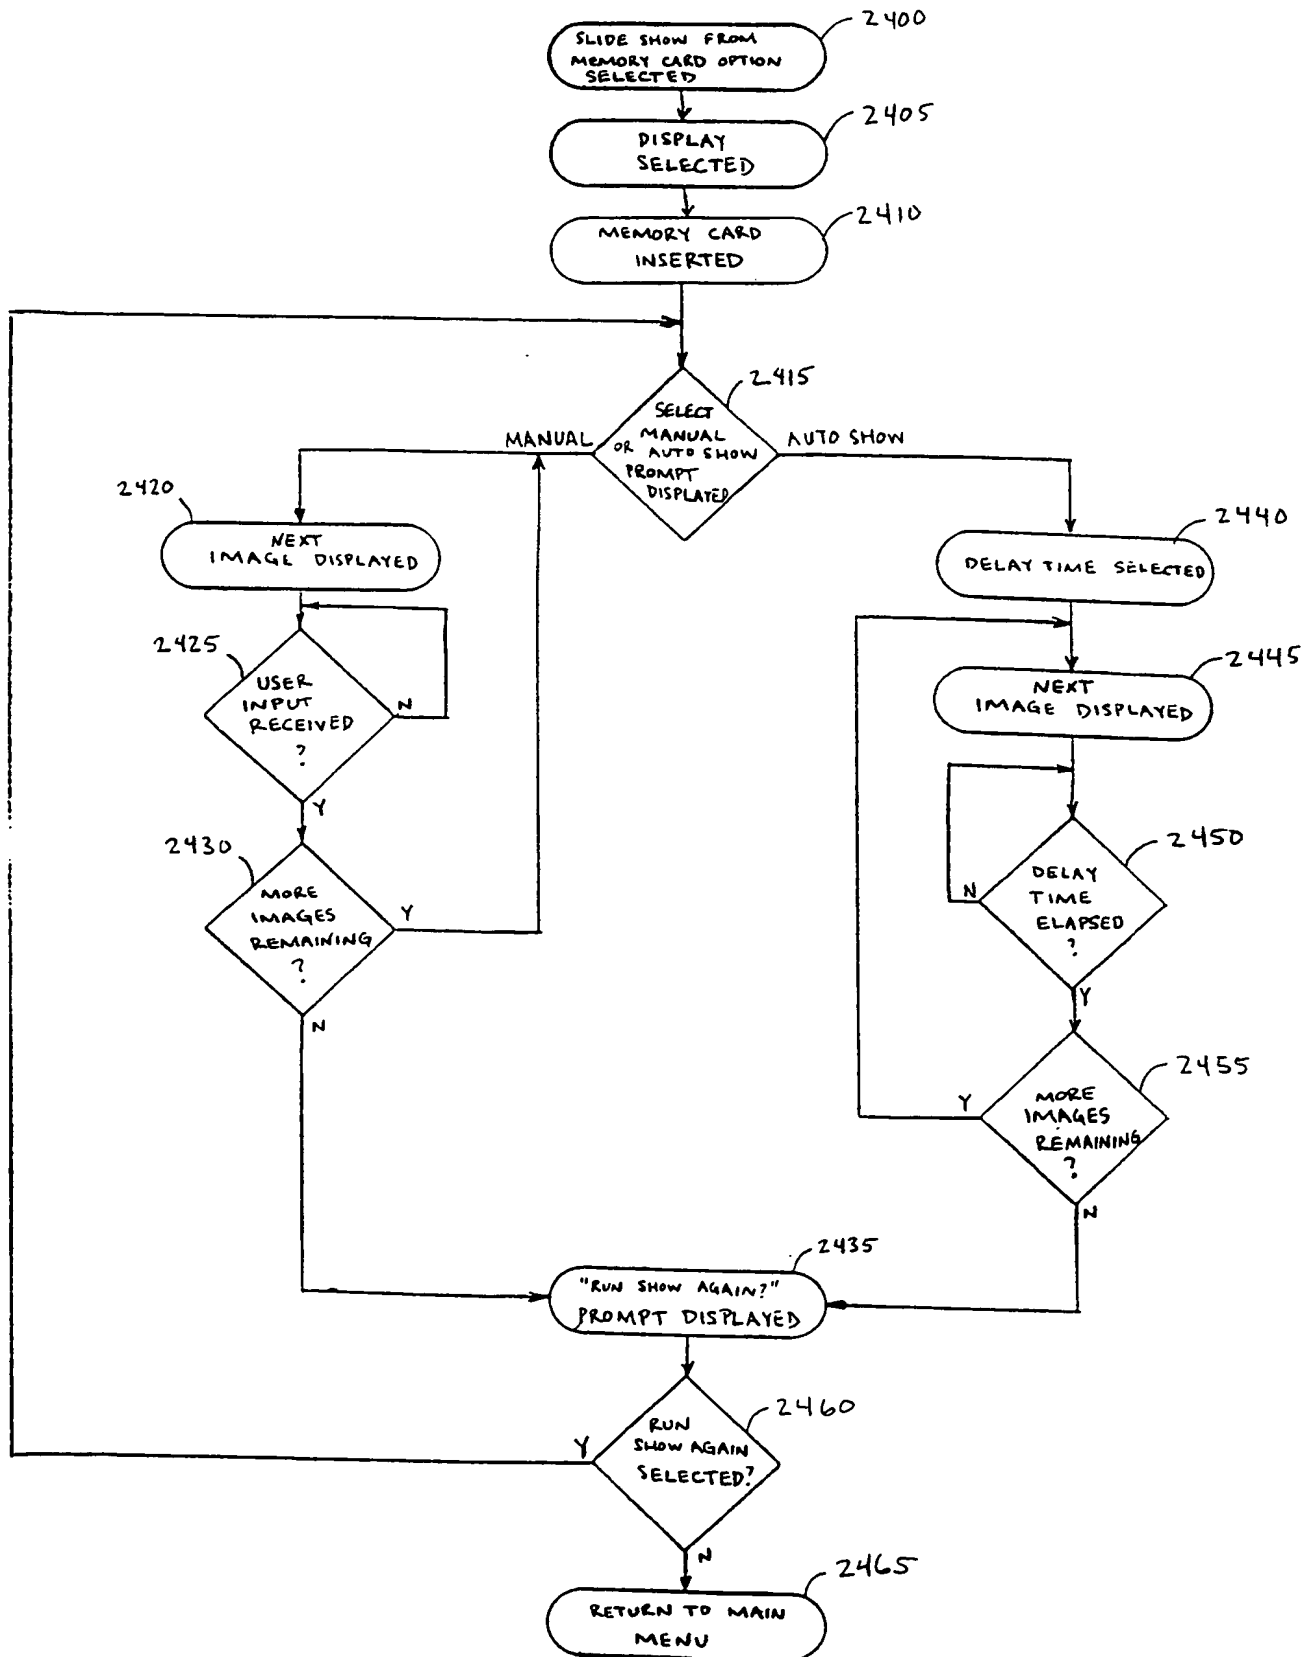 2400
SLIDE SHOW FROM
MEMORY CARD OPTION
SELECTED
2405
DISPLAY
SELECTED
2410
MEMORY CARD
INSERTED
2415
SELECT
MANUAL
OR AUTO SHOW
PROMPT
DISPLAYED
MANUAL
AUTO SHOW
2420
NEXT
IMAGE DISPLAYED
2425
USER
INPUT
RECEIVED
?
N
Y
2430
MORE
IMAGES
REMAINING
?
Y
N
2440
DELAY TIME SELECTED
2445
NEXT
IMAGE DISPLAYED
2450
DELAY
TIME
ELAPSED
?
N
Y
2455
MORE
IMAGES
REMAINING
?
Y
N
2435
"RUN SHOW AGAIN?"
PROMPT DISPLAYED
2460
RUN
SHOW AGAIN
SELECTED?
Y
N
2465
RETURN TO MAIN
MENU